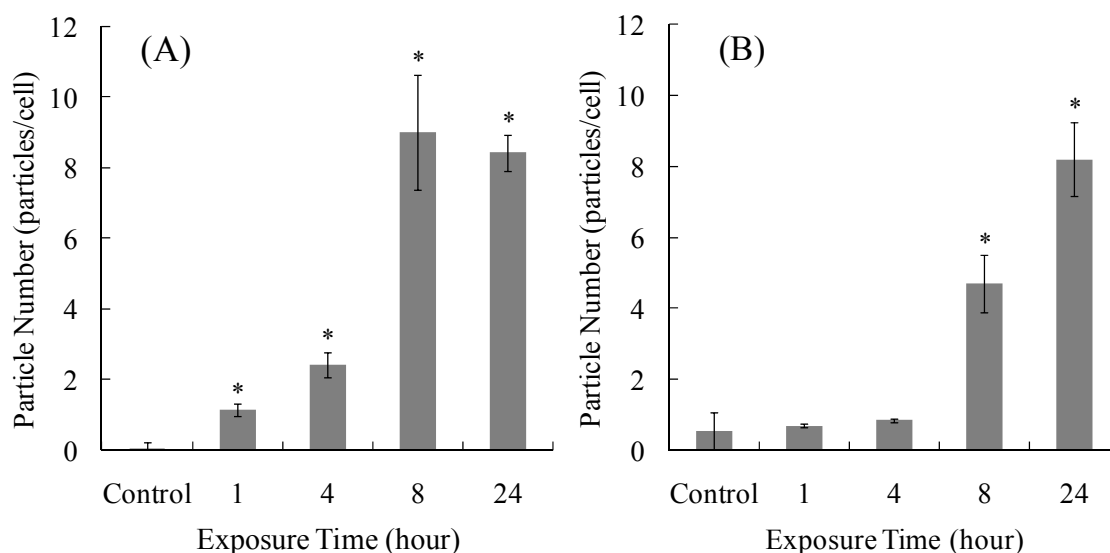 (A)
Particle Number (particles/cell)
12
10
8
6
4
2
0
*
*
*
*
Control 1 4 8 24
Exposure Time (hour)
(B)
Particle Number (particles/cell)
12
10
8
6
4
2
0
*
*
Control 1 4 8 24
Exposure Time (hour)